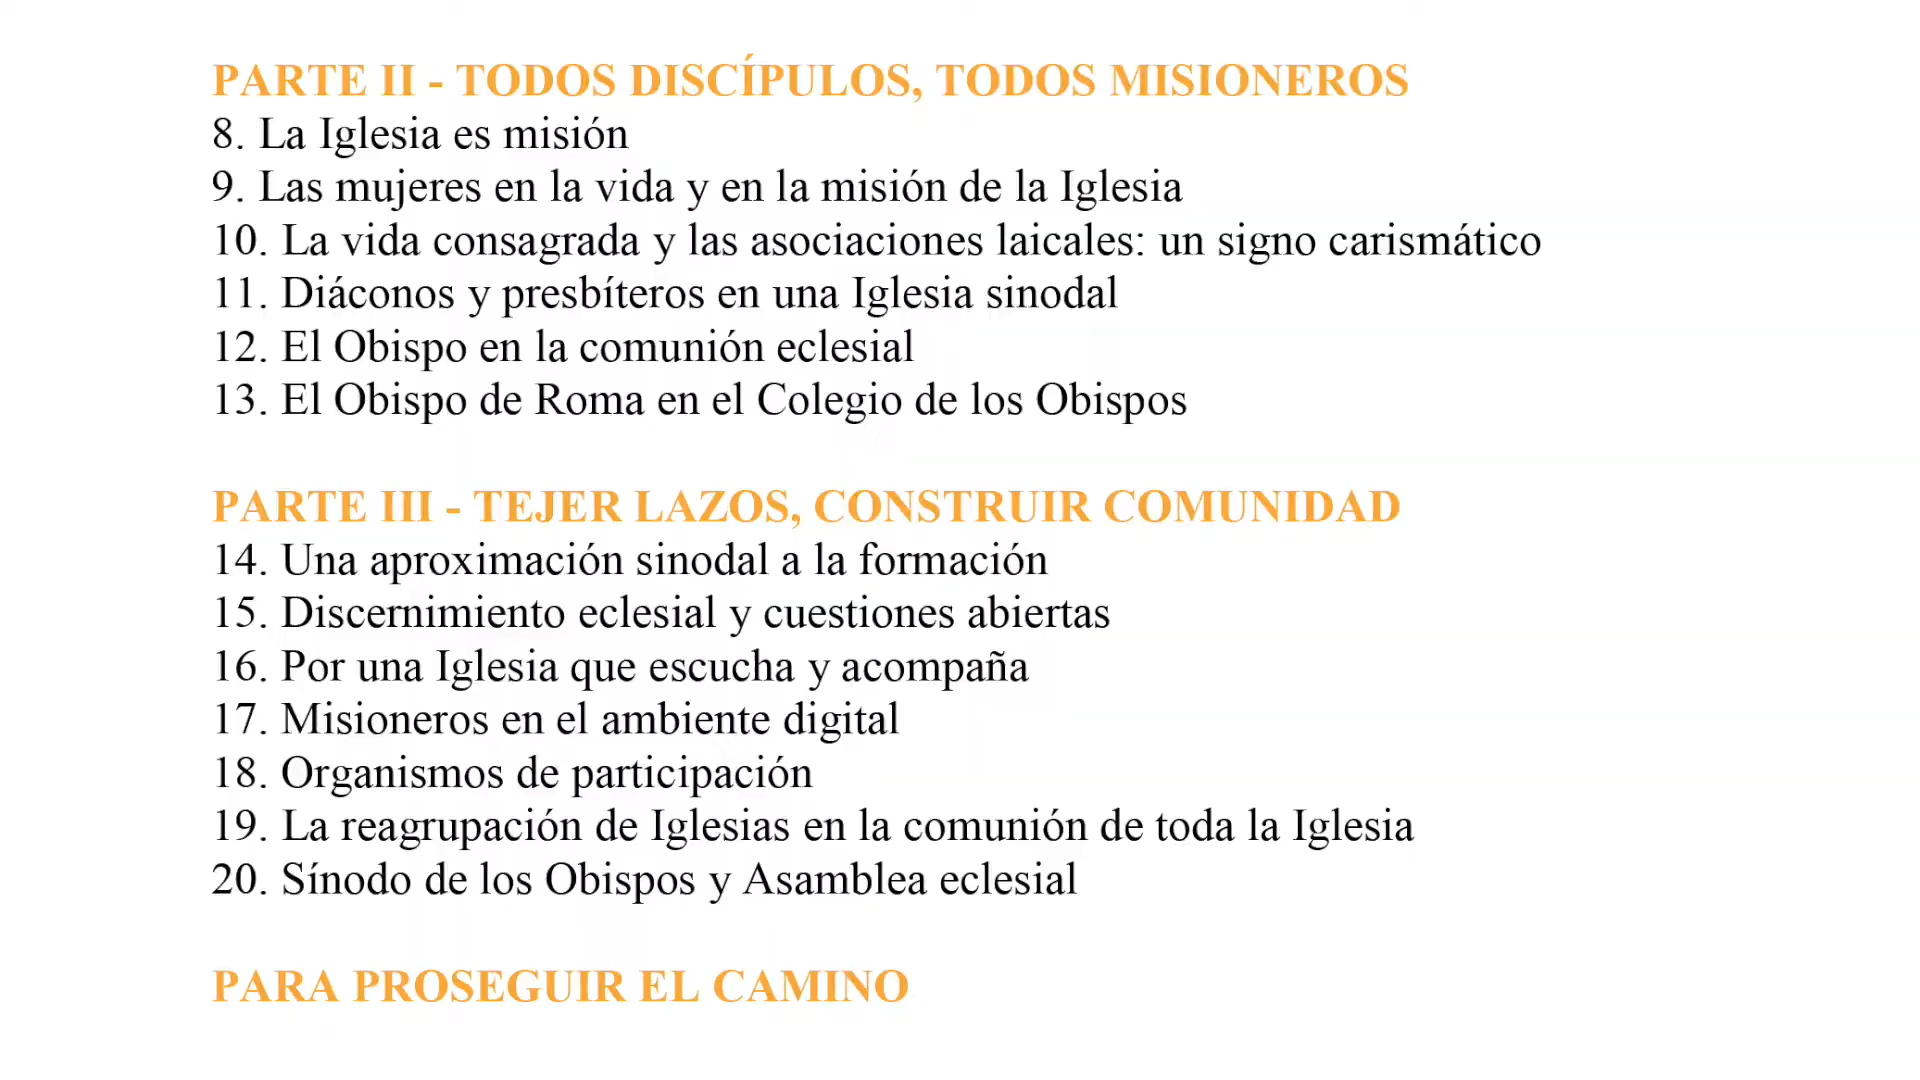 PARTE II - TODOS DISCÍPULOS, TODOS MISIONEROS
8. La Iglesia es misión
9. Las mujeres en la vida y en la misión de la Iglesia
10. La vida consagrada y las asociaciones laicales: un signo carismático
11. Diáconos y presbíteros en una Iglesia sinodal
12. El Obispo en la comunión eclesial
13. El Obispo de Roma en el Colegio de los Obispos
PARTE III - TEJER LAZOS, CONSTRUIR COMUNIDAD
14. Una aproximación sinodal a la formación
15. Discernimiento eclesial y cuestiones abiertas
16. Por una Iglesia que escucha y acompaña
17. Misioneros en el ambiente digital
18. Organismos de participación
19. La reagrupación de Iglesias en la comunión de toda la Iglesia
20. Sínodo de los Obispos y Asamblea eclesial
PARA PROSEGUIR EL CAMINO